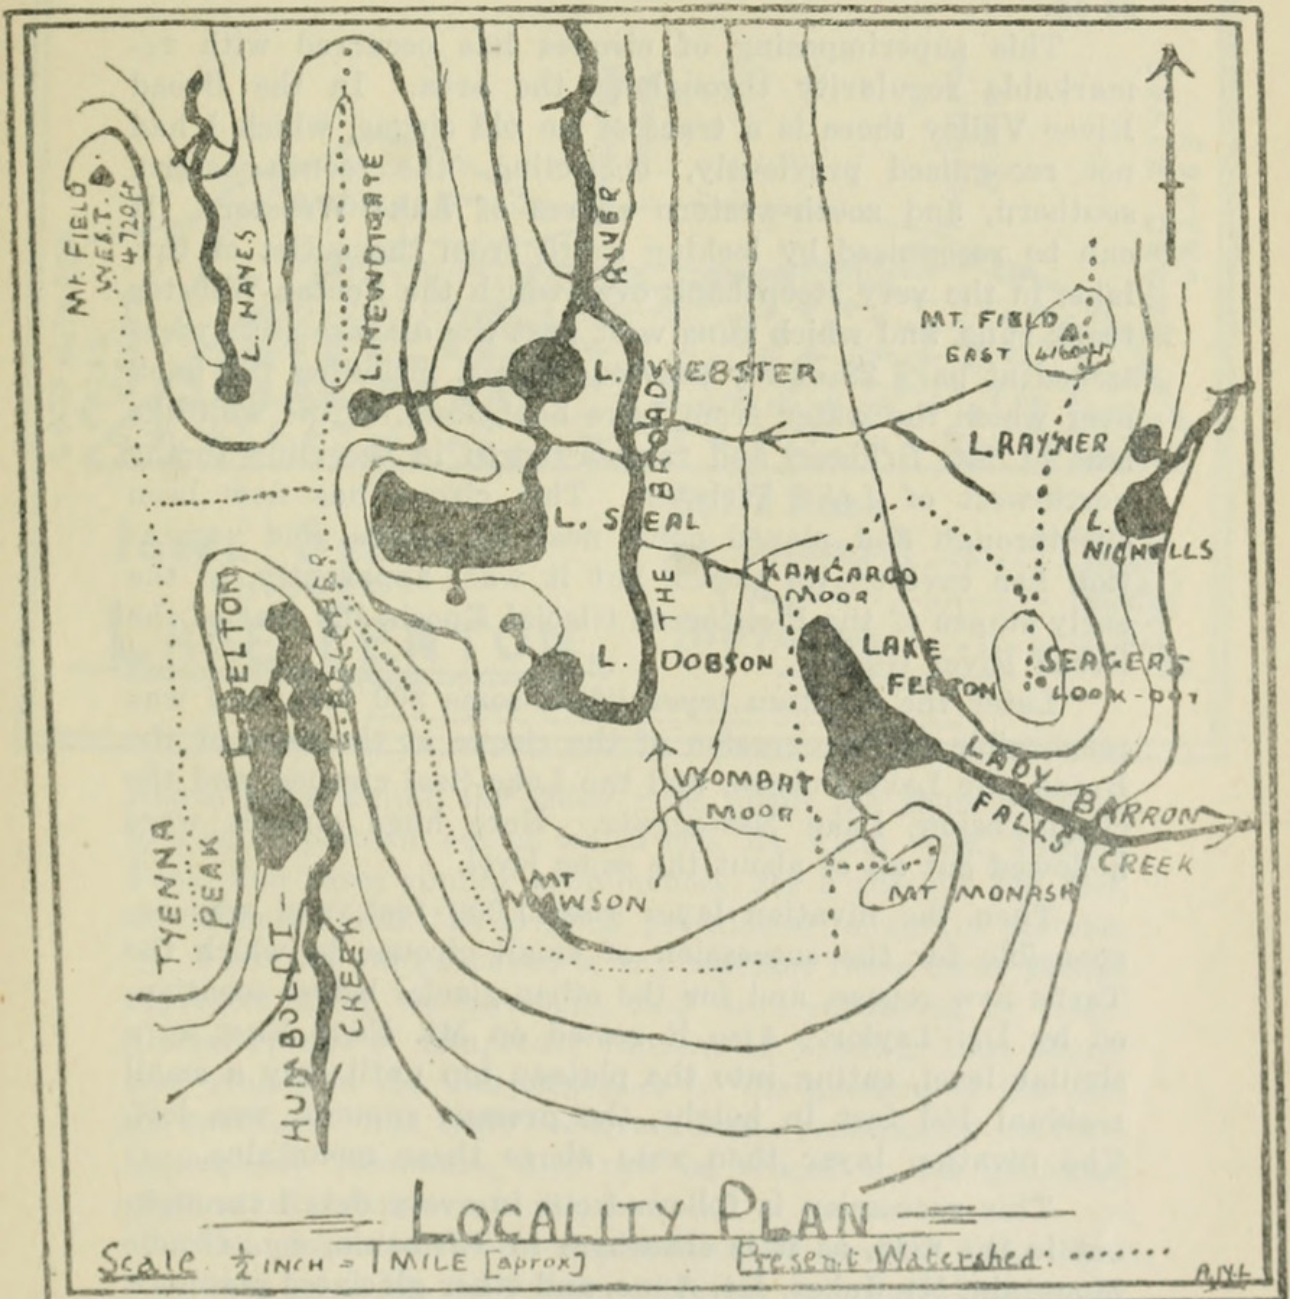 MT. FIELD
WEST.
4720ft
L. HAYES
L. NEWDIGATE
RIVER
L. WEBSTER
BROAD
THE
MT. FIELD
EAST
4160ft
L. RAYNER
L.
NICHOLLS
L. SEAL
KANGAROO
MOOR
BELTON
BELCHER
L. DOBSON
LAKE
FENTON
SEAGERS
LOOK-OUT
LADY
BARRON
FALLS
CREEK
WOMBAT
MOOR
TYENNA
PEAK
MT
MAWSON
MT MONASH
HUMBOLDT-
CREEK
LOCALITY PLAN
Scale ½ INCH = 1 MILE [aprox]
Present Watershed: ........